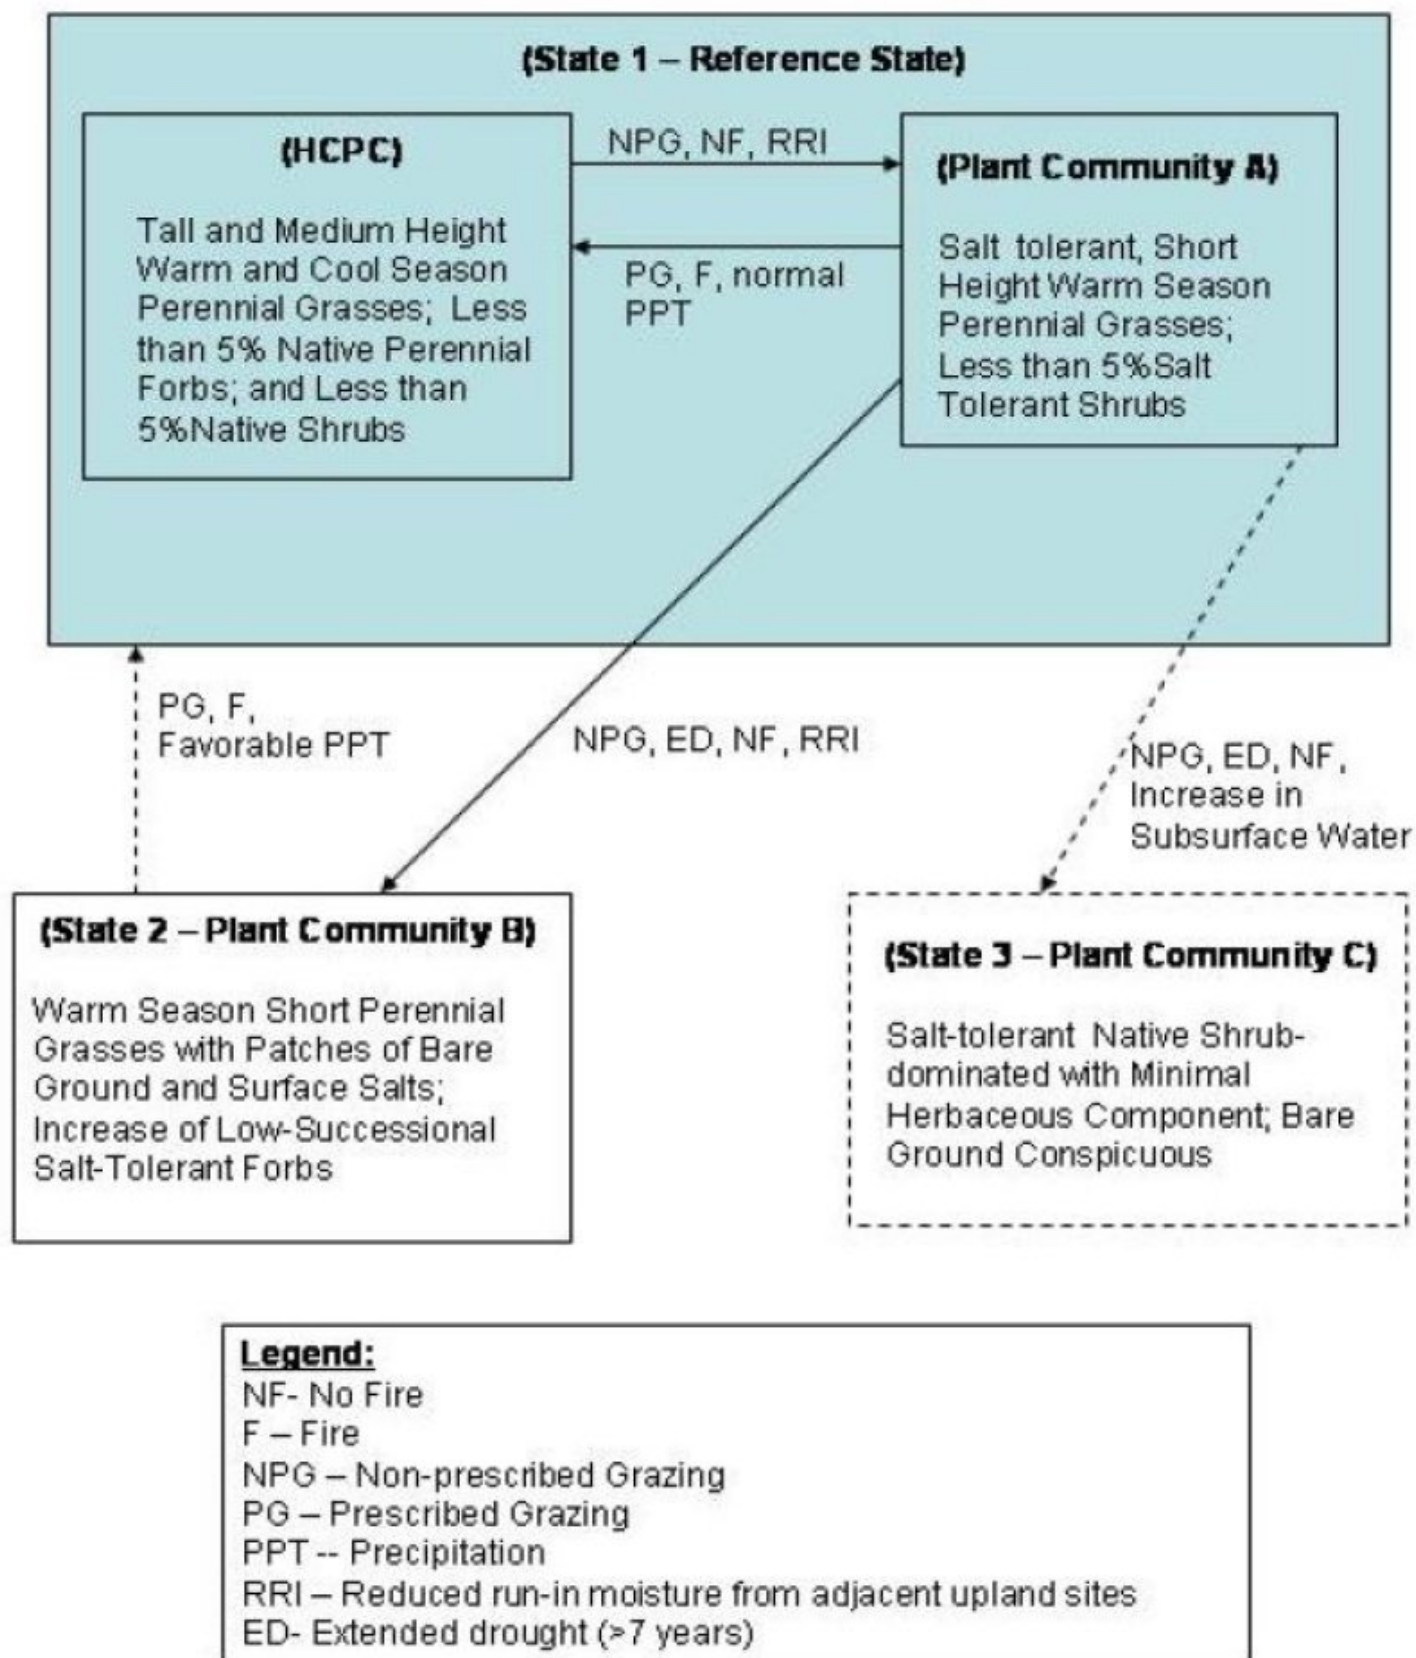 (State 1 – Reference State)
(HCPC)
Tall and Medium Height
Warm and Cool Season
Perennial Grasses; Less
than 5% Native Perennial
Forbs; and Less than
5%Native Shrubs
NPG, NF, RRI
PG, F, normal
PPT
(Plant Community A)
Salt tolerant, Short
Height Warm Season
Perennial Grasses;
Less than 5%Salt
Tolerant Shrubs
PG, F,
Favorable PPT
NPG, ED, NF, RRI
NPG, ED, NF,
Increase in
Subsurface Water
(State 2 – Plant Community B)
Warm Season Short Perennial
Grasses with Patches of Bare
Ground and Surface Salts;
Increase of Low-Successional
Salt-Tolerant Forbs
(State 3 – Plant Community C)
Salt-tolerant Native Shrub-
dominated with Minimal
Herbaceous Component; Bare
Ground Conspicuous
Legend:
NF- No Fire
F – Fire
NPG – Non-prescribed Grazing
PG – Prescribed Grazing
PPT -- Precipitation
RRI – Reduced run-in moisture from adjacent upland sites
ED- Extended drought (>7 years)